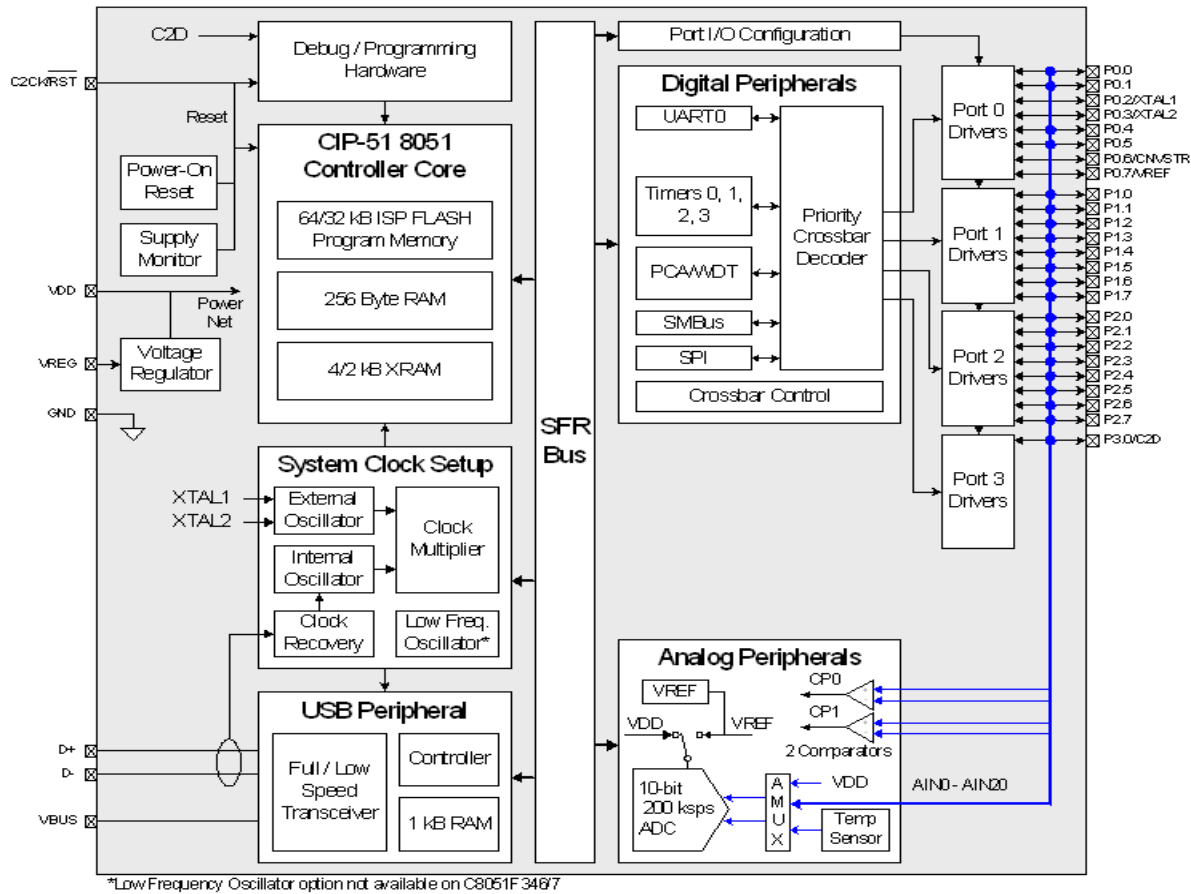 C2D
C2CK/RST
Debug / Programming
Hardware
Reset
Power-On
Reset
Supply
Monitor
VDD
Power
Net
VREG
Voltage
Regulator
GND
CIP-51 8051
Controller Core
64/32 kB ISP FLASH
Program Memory
256 Byte RAM
4/2 kB XRAM
System Clock Setup
XTAL1
XTAL2
External
Oscillator
Internal
Oscillator
Clock
Recovery
Clock
Multiplier
Low Freq.
Oscillator*
USB Peripheral
D+
D-
VBUS
Full / Low
Speed
Transceiver
Controller
1 kB RAM
SFR
Bus
Port I/O Configuration
Digital Peripherals
UART0
Timers 0, 1,
2, 3
PCA/WDT
SMBus
SPI
Priority
Crossbar
Decoder
Crossbar Control
Port 0
Drivers
Port 1
Drivers
Port 2
Drivers
Port 3
Drivers
P0.0
P0.1
P0.2/XTAL1
P0.3/XTAL2
P0.4
P0.5
P0.6/CNVSTR
P0.7/VREF
P1.0
P1.1
P1.2
P1.3
P1.4
P1.5
P1.6
P1.7
P2.0
P2.1
P2.2
P2.3
P2.4
P2.5
P2.6
P2.7
P3.0/C2D
Analog Peripherals
VREF
VDD
VREF
CP0
CP1
2 Comparators
10-bit
200 ksps
ADC
AMUX
VDD
Temp
Sensor
AIN0 - AIN20
*Low Frequency Oscillator option not available on C8051F346/7